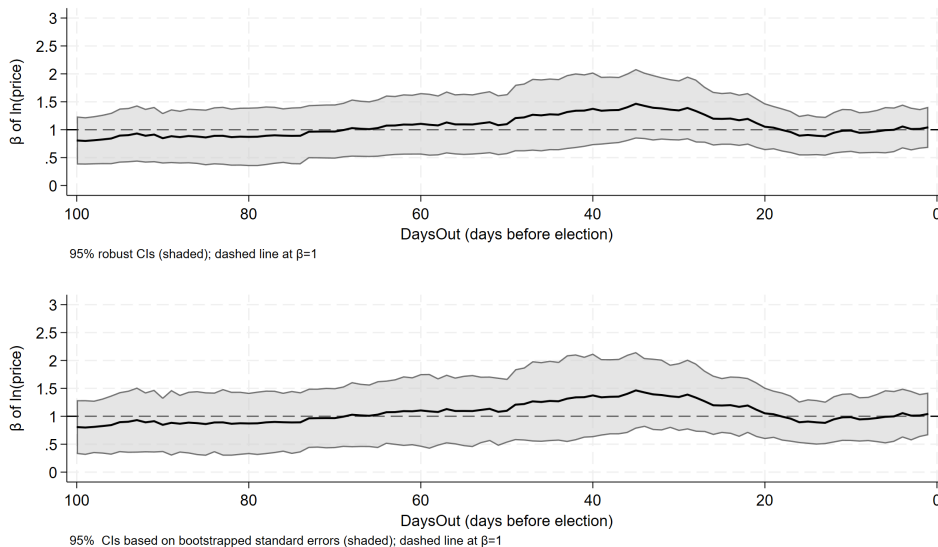 3
2.5
2
1.5
1
.5
0
β of ln(price)
100 80 60 40 20 0
DaysOut (days before election)
95% robust CIs (shaded); dashed line at β=1
3
2.5
2
1.5
1
.5
0
β of ln(price)
100 80 60 40 20 0
DaysOut (days before election)
95% CIs based on bootstrapped standard errors (shaded); dashed line at β=1